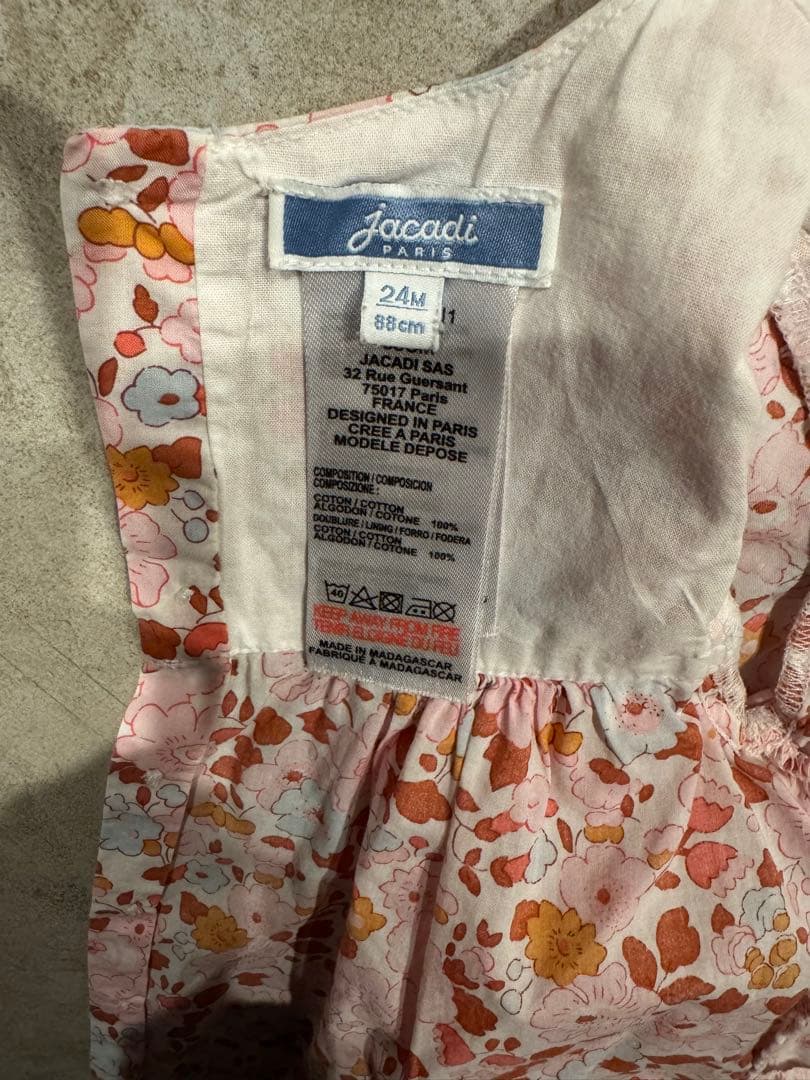 jacadi
PARIS
24M
88cm
JACADI SAS
32 Rue Guersant
75017 Paris
FRANCE
DESIGNED IN PARIS
CREE A PARIS
MODELE DEPOSE
COMPOSITION / COMPOSICION
COMPOSIZIONE :
COTON / COTTON
ALGODON / COTONE 100%
DOUBLURE / LINING / FORRO / FODERA
COTON / COTTON
ALGODON / COTONE 100%
40
KEEP AWAY FROM FIRE
TENIR ELOIGNE DU FEU
MADE IN MADAGASCAR
FABRIQUÉ A MADAGASCAR